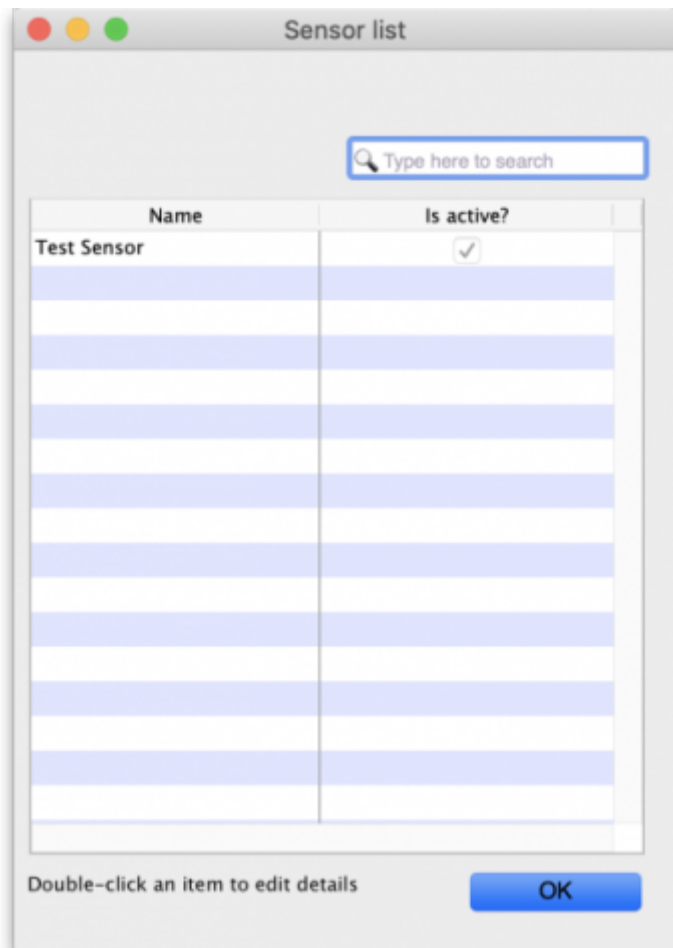 Sensor list
Type here to search
Name Is active?
Test Sensor
Double-click an item to edit details
OK